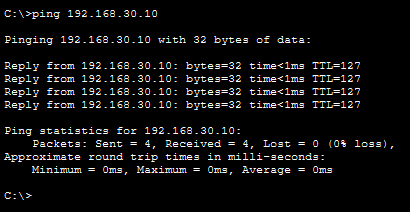 C:\>ping 192.168.30.10
Pinging 192.168.30.10 with 32 bytes of data:
Reply from 192.168.30.10: bytes=32 time<1ms TTL=127
Reply from 192.168.30.10: bytes=32 time<1ms TTL=127
Reply from 192.168.30.10: bytes=32 time<1ms TTL=127
Reply from 192.168.30.10: bytes=32 time<1ms TTL=127
Ping statistics for 192.168.30.10:
    Packets: Sent = 4, Received = 4, Lost = 0 (0% loss),
Approximate round trip times in milli-seconds:
    Minimum = 0ms, Maximum = 0ms, Average = 0ms
C:\>